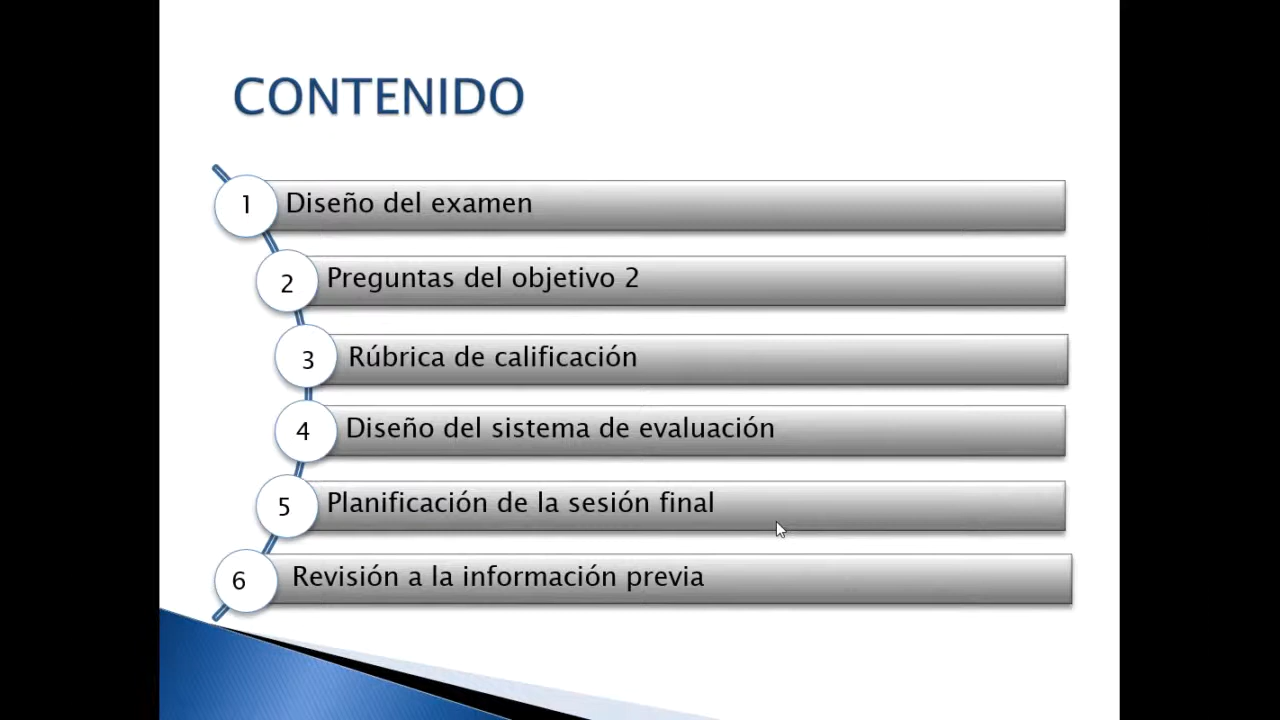 CONTENIDO
1 Diseño del examen
2 Preguntas del objetivo 2
3 Rúbrica de calificación
4 Diseño del sistema de evaluación
5 Planificación de la sesión final
6 Revisión a la información previa